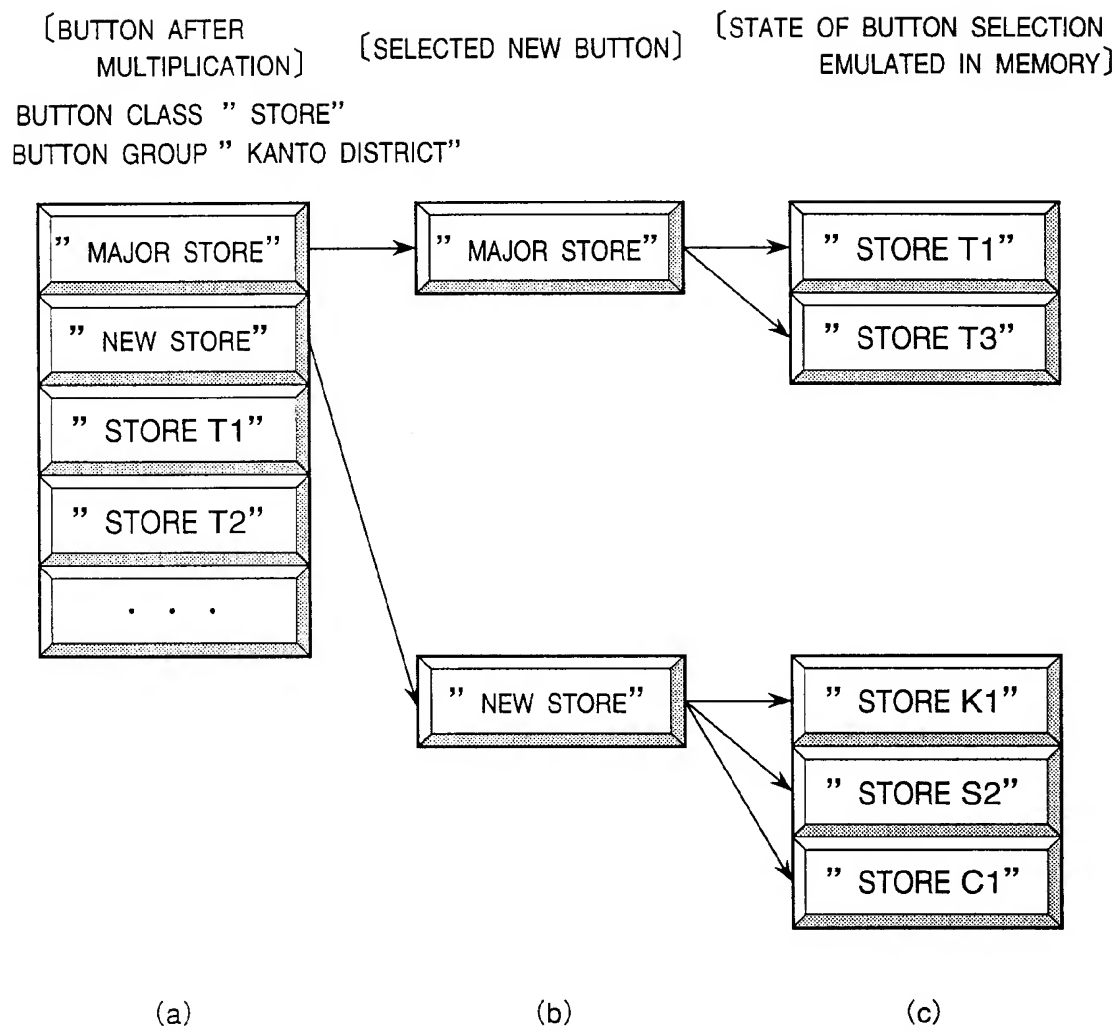 〔BUTTON AFTER
MULTIPLICATION〕
〔SELECTED NEW BUTTON〕
〔STATE OF BUTTON SELECTION
EMULATED IN MEMORY〕
BUTTON CLASS ” STORE”
BUTTON GROUP ” KANTO DISTRICT”
” MAJOR STORE”
” NEW STORE”
” STORE T1”
” STORE T2”
· · ·
” MAJOR STORE”
” NEW STORE”
” STORE T1”
” STORE T3”
” STORE K1”
” STORE S2”
” STORE C1”
(a)
(b)
(c)